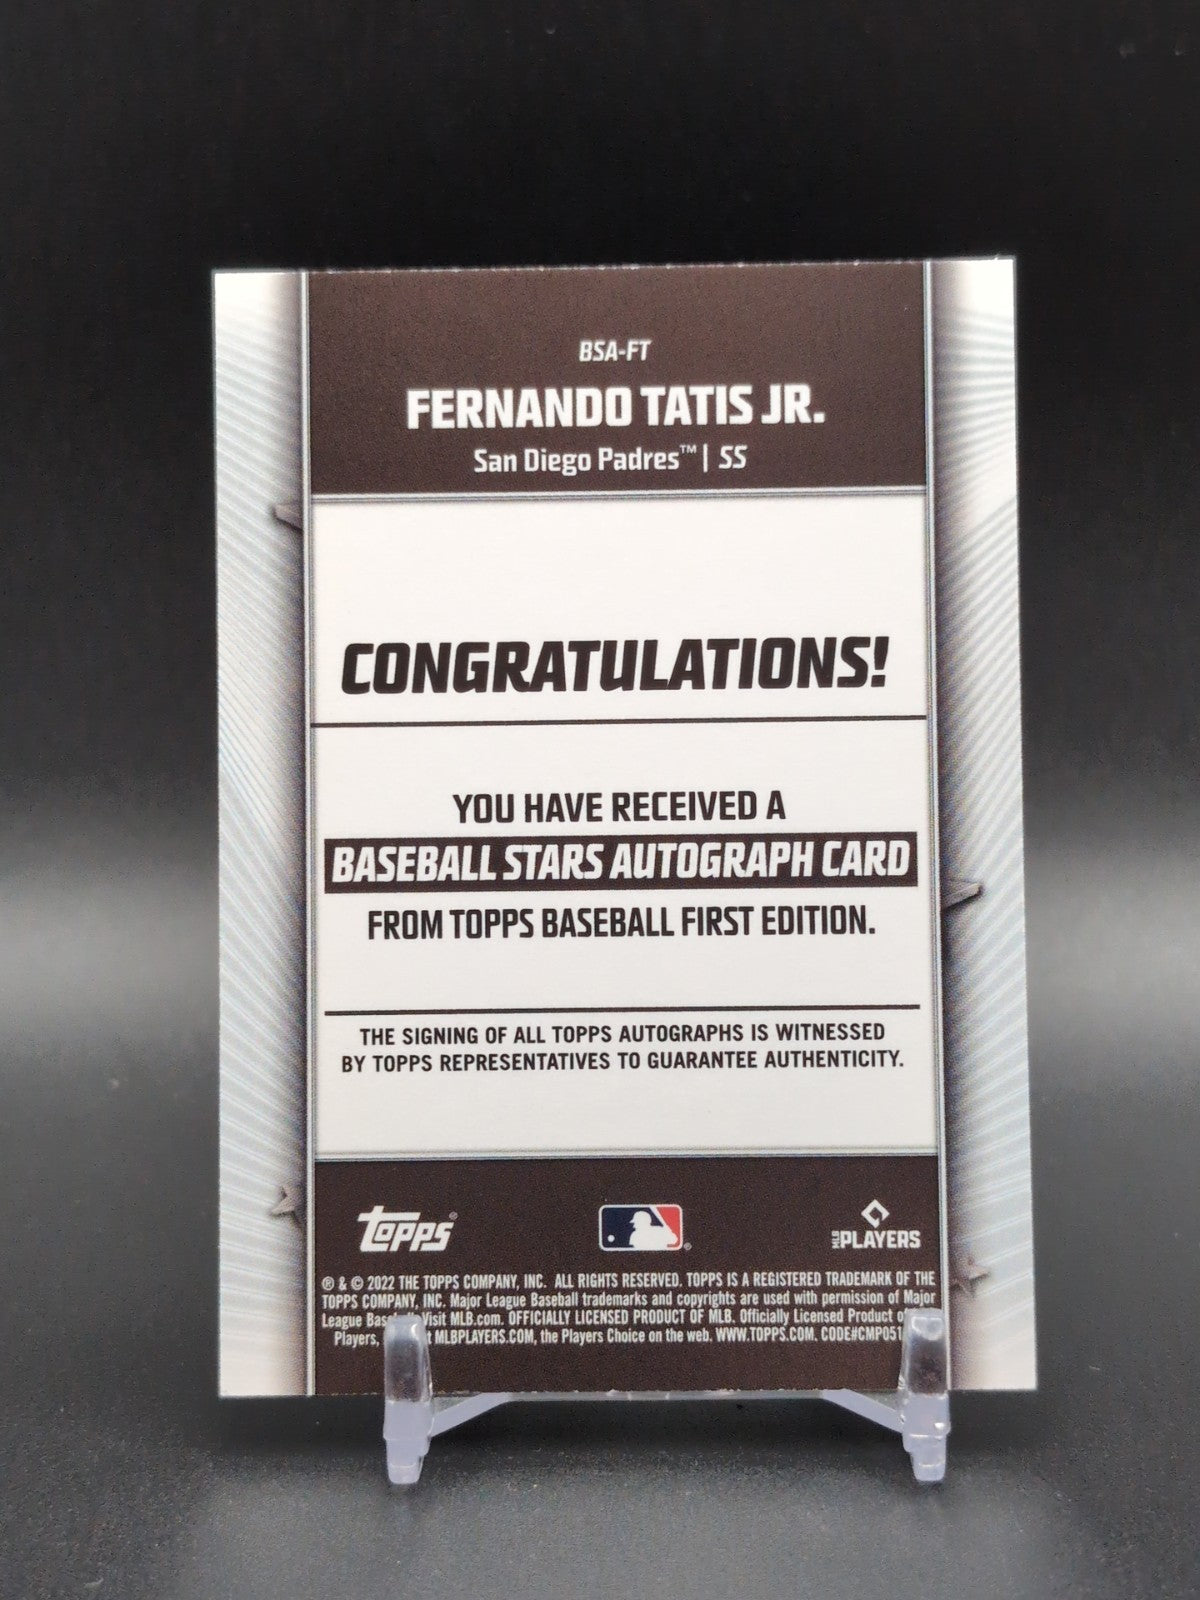 BSA-FT
FERNANDO TATIS JR.
San Diego Padres™ | SS
CONGRATULATIONS!
YOU HAVE RECEIVED A
BASEBALL STARS AUTOGRAPH CARD
FROM TOPPS BASEBALL FIRST EDITION.
THE SIGNING OF ALL TOPPS AUTOGRAPHS IS WITNESSED
BY TOPPS REPRESENTATIVES TO GUARANTEE AUTHENTICITY.
Topps® ® MLB PLAYERS
® & © 2022 THE TOPPS COMPANY, INC. ALL RIGHTS RESERVED. TOPPS IS A REGISTERED TRADEMARK OF THE
TOPPS COMPANY, INC. Major League Baseball trademarks and copyrights are used with permission of Major
League Visit MLB.com. OFFICIALLY LICENSED PRODUCT OF MLB. Officially Licensed Product
Players, MLBPLAYERS.COM, the Players Choice on the web. WWW.TOPPS.COM. CODE#CMP051